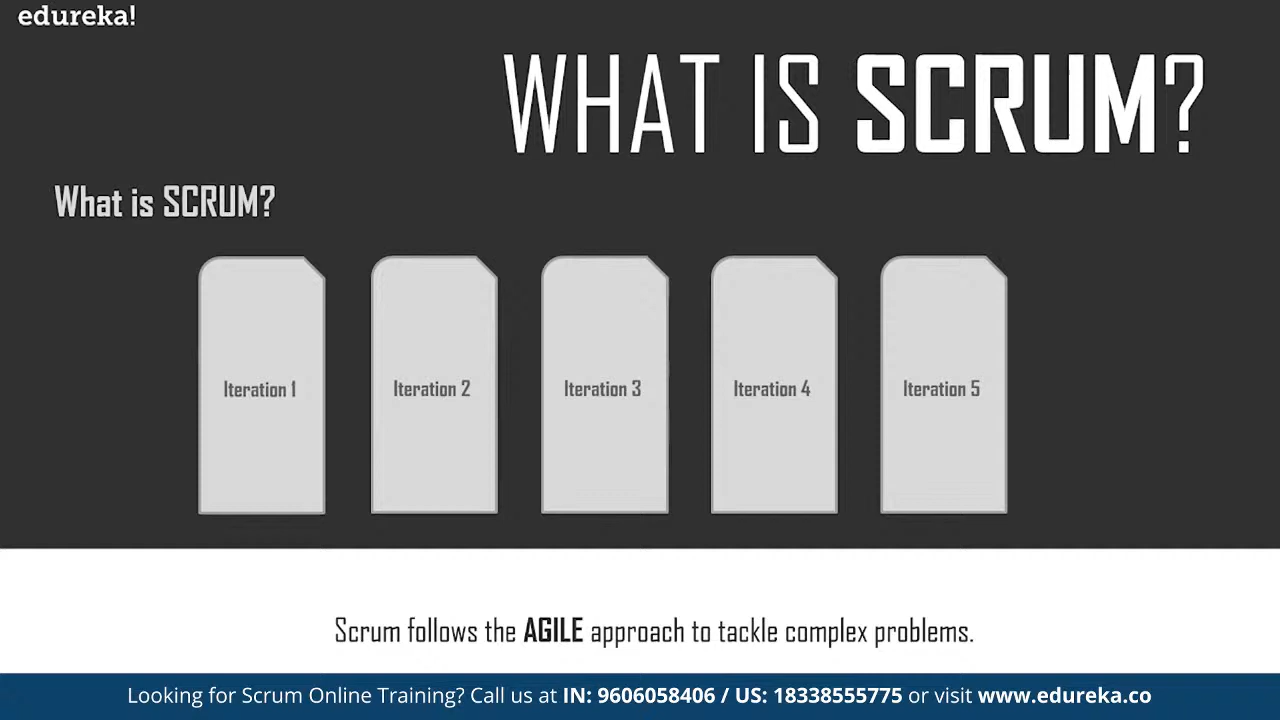 edureka!
WHAT IS SCRUM?
What is SCRUM?
Iteration 1
Iteration 2
Iteration 3
Iteration 4
Iteration 5
Scrum follows the AGILE approach to tackle complex problems.
Looking for Scrum Online Training? Call us at IN: 9606058406 / US: 18338555775 or visit www.edureka.co